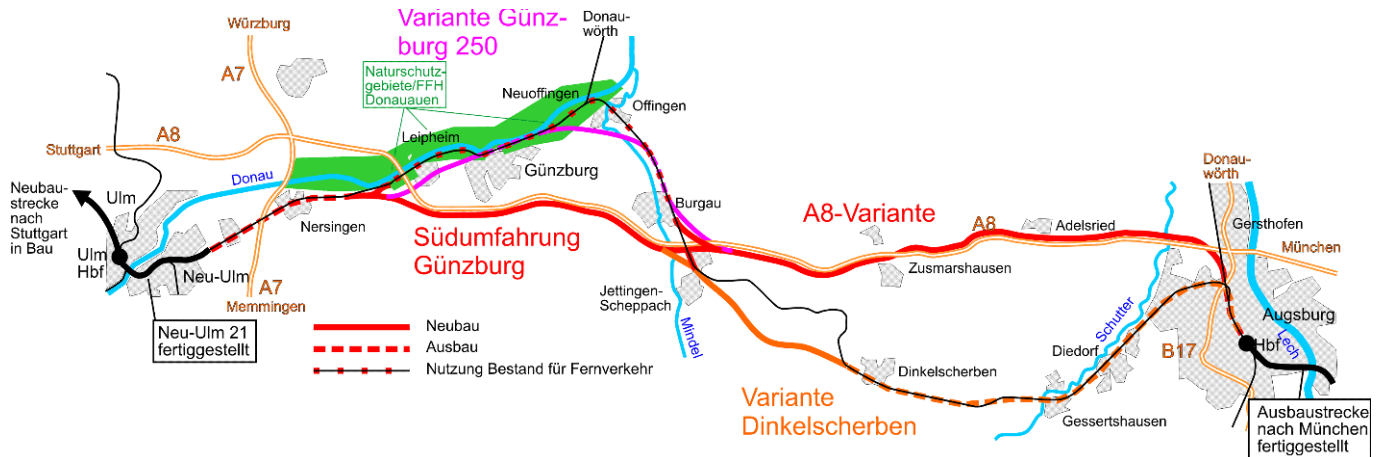 Würzburg
Variante Günz-
burg 250
Donau-
wörth
A7
Naturschutz-
gebiete/FFH
Donauauen
Neuoffingen
Offingen
A8
Stuttgart
Leipheim
Günzburg
Donau
Neubau-
strecke
nach
Stuttgart
in Bau
Ulm
Nersingen
Burgau
A8-Variante
A8
Adelsried
Donau-
wörth
Gersthofen
München
Ulm
Hbf
Neu-Ulm
A7
Memmingen
Südumfahrung
Günzburg
Zusmarshausen
Jettingen-
Scheppach
Mindel
Neu-Ulm 21
fertiggestellt
Neubau
Ausbau
Nutzung Bestand für Fernverkehr
Schutter
Augsburg
Lech
Hbf
B17
Diedorf
Dinkelscherben
Variante
Dinkelscherben
Gessertshausen
Ausbaustrecke
nach München
fertiggestellt